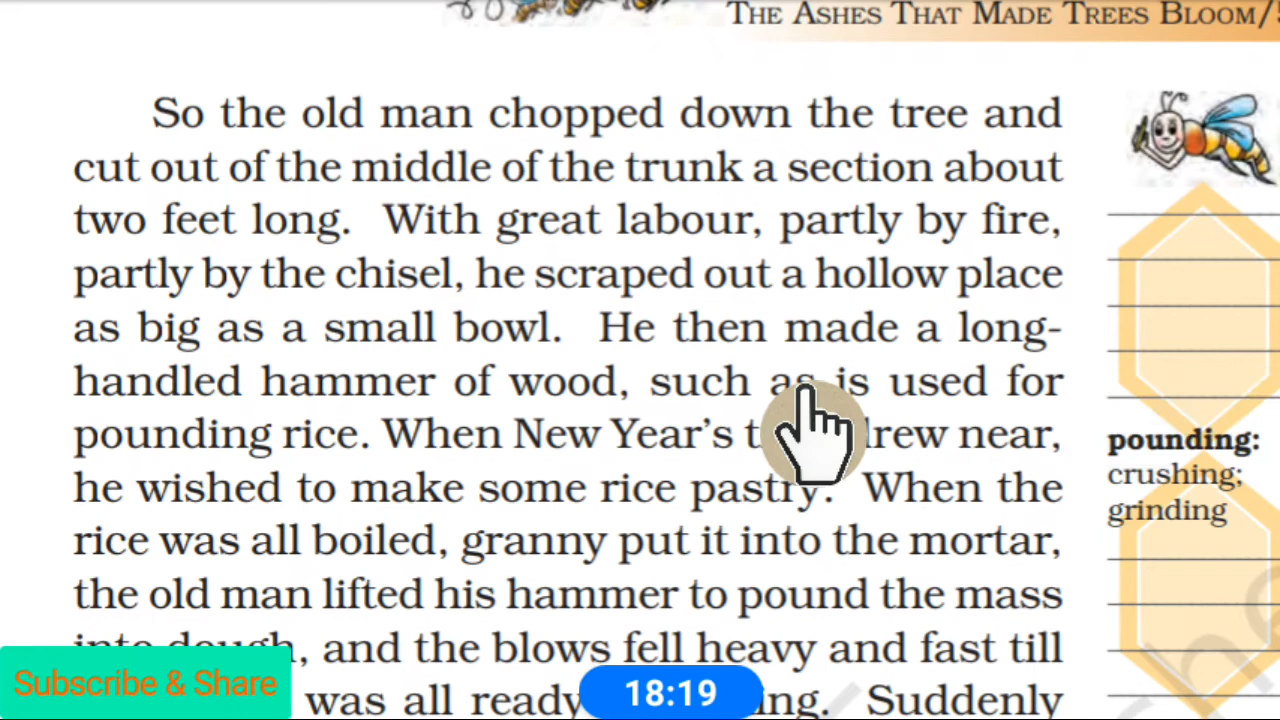 THE ASHES THAT MADE TREES BLOOM/
So the old man chopped down the tree and
cut out of the middle of the trunk a section about
two feet long. With great labour, partly by fire,
partly by the chisel, he scraped out a hollow place
as big as a small bowl. He then made a long-
handled hammer of wood, such as is used for
pounding rice. When New Year's drew near,
he wished to make some rice pastry. When the
rice was all boiled, granny put it into the mortar,
the old man lifted his hammer to pound the mass
into dough, and the blows fell heavy and fast till
was all ready Suddenly
pounding:
crushing;
grinding
Subscribe & Share
18:19